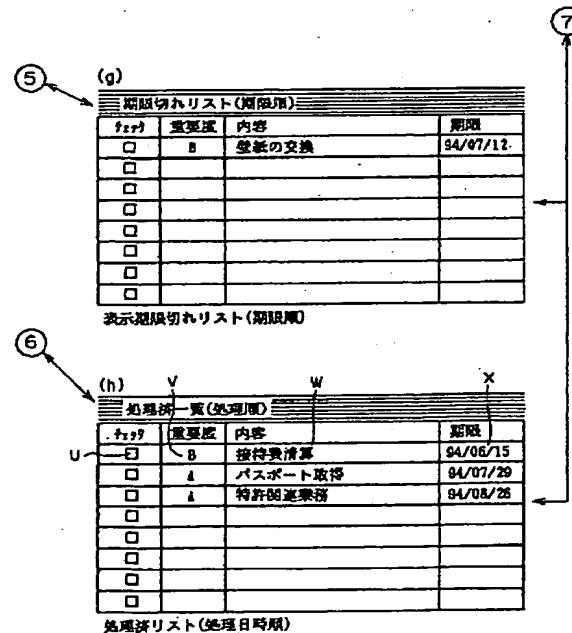 ⑦
⑤
(g)
期限切れリスト(期限順)
チェック 重要度 内容 期限
□ B 壁紙の交換 94/07/12
□
□
□
□
□
□
□
表示期限切れリスト(期限順)
⑥
(h) V W X
処理済一覧(処理順)
チェック 重要度 内容 期限
U □ B 接待費清算 94/06/15
□ A パスポート取得 94/07/29
□ A 特許関連業務 94/08/26
□
□
□
□
□
処理済リスト(処理日時順)